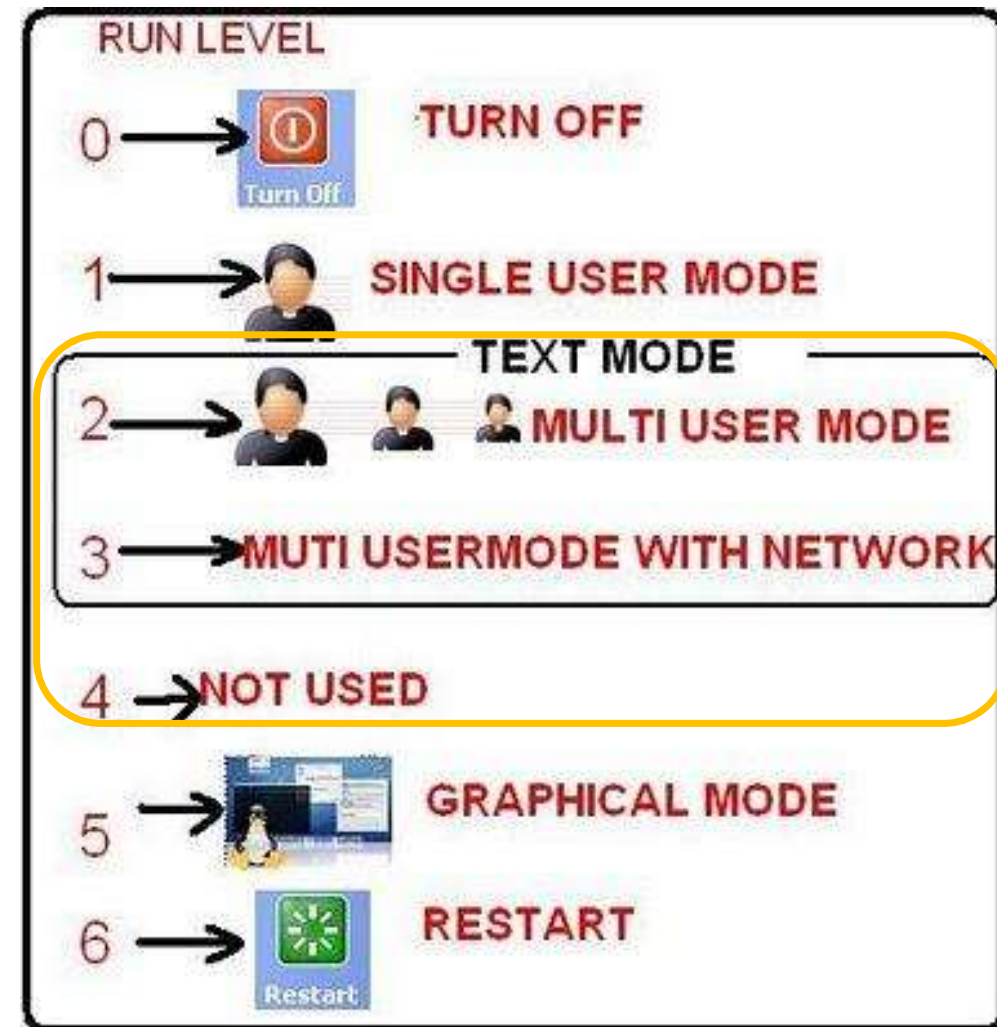 RUN LEVEL
0 Turn Off TURN OFF
1 SINGLE USER MODE
TEXT MODE
2 MULTI USER MODE
3 MUTI USERMODE WITH NETWORK
4 NOT USED
5 GRAPHICAL MODE
6 Restart RESTART